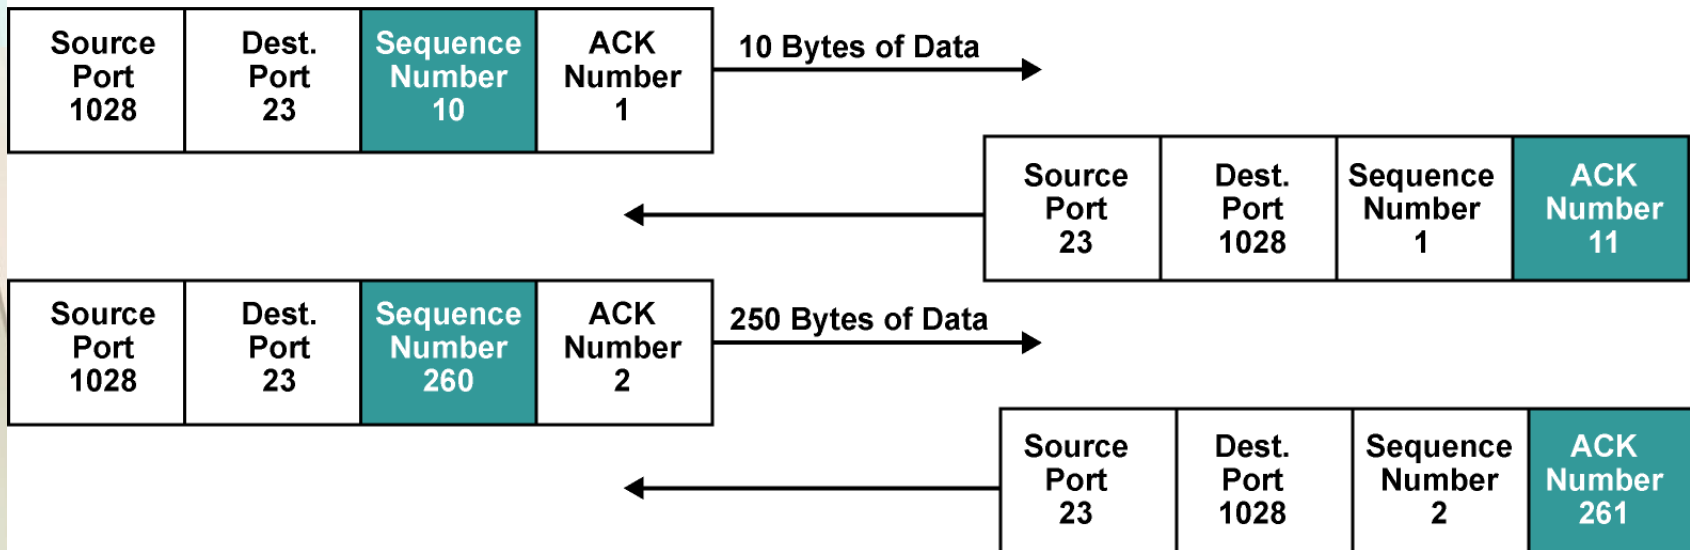 Source
Port
1028
Dest.
Port
23
Sequence
Number
10
ACK
Number
1
10 Bytes of Data
Source
Port
23
Dest.
Port
1028
Sequence
Number
1
ACK
Number
11
Source
Port
1028
Dest.
Port
23
Sequence
Number
260
ACK
Number
2
250 Bytes of Data
Source
Port
23
Dest.
Port
1028
Sequence
Number
2
ACK
Number
261